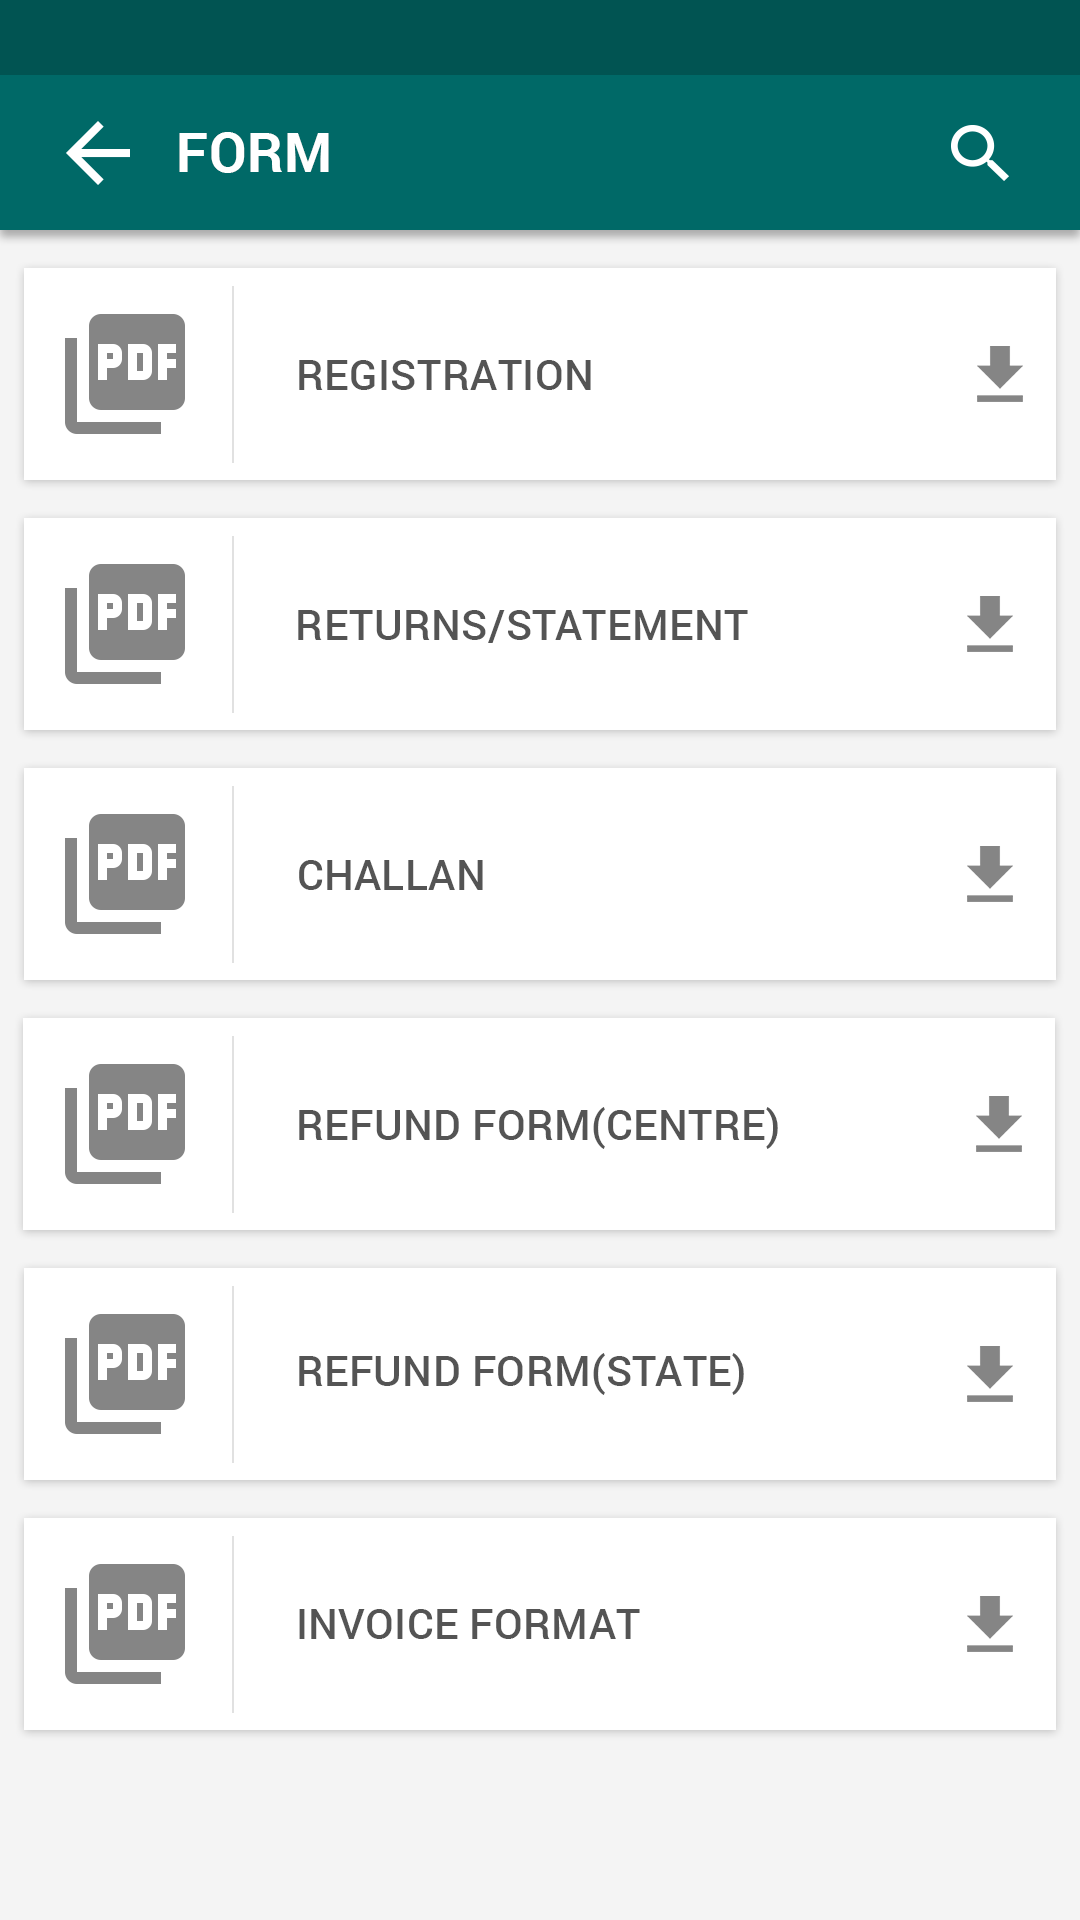 FORM
PDF
REGISTRATION
PDF
RETURNS/STATEMENT
PDF
CHALLAN
PDF
REFUND FORM(CENTRE)
PDF
REFUND FORM(STATE)
PDF
INVOICE FORMAT